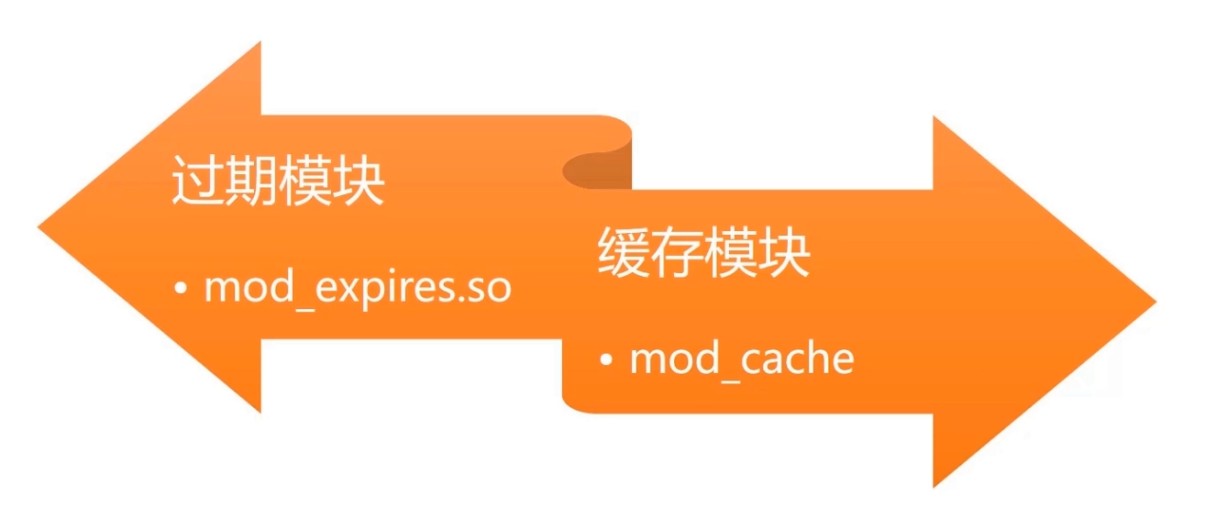 过期模块
• mod_expires.so
缓存模块
• mod_cache